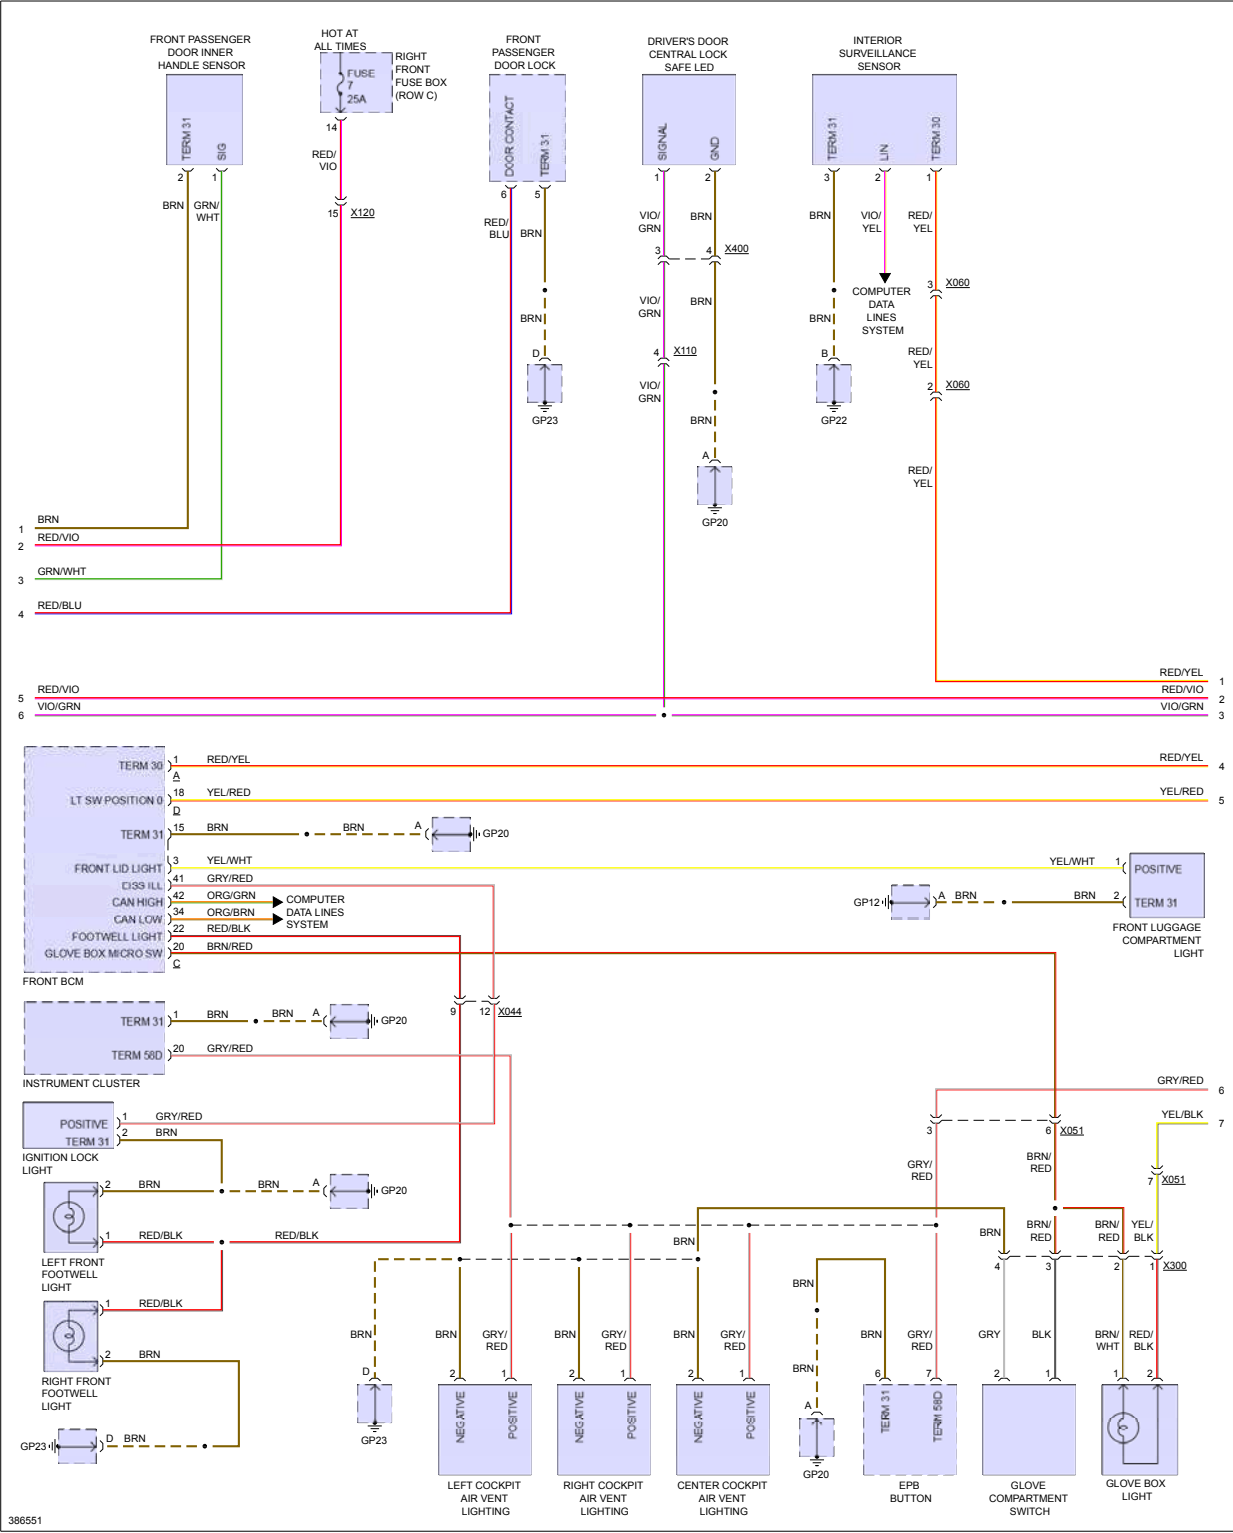 FRONT PASSENGER
DOOR INNER
HANDLE SENSOR
TERM 31
SIG
2
1
BRN
GRN/
WHT
HOT AT
ALL TIMES
FUSE
7
25A
RIGHT
FRONT
FUSE BOX
(ROW C)
14
RED/
VIO
15
X120
FRONT
PASSENGER
DOOR LOCK
DOOR CONTACT
TERM 31
6
5
RED/
BLU
BRN
BRN
D
GP23
DRIVER'S DOOR
CENTRAL LOCK
SAFE LED
SIGNAL
GND
1
2
VIO/
GRN
BRN
3
4
X400
VIO/
GRN
BRN
4
X110
VIO/
GRN
BRN
A
GP20
INTERIOR
SURVEILLANCE
SENSOR
TERM 31
LIN
TERM 30
3
2
1
BRN
VIO/
YEL
RED/
YEL
COMPUTER
DATA
LINES
SYSTEM
3
X060
BRN
B
GP22
RED/
YEL
2
X060
RED/
YEL
1
BRN
2
RED/VIO
3
GRN/WHT
4
RED/BLU
5
RED/VIO
6
VIO/GRN
RED/YEL
1
RED/VIO
2
VIO/GRN
3
TERM 30
1
A
RED/YEL
RED/YEL
4
LT SW POSITION 0
18
D
YEL/RED
YEL/RED
5
TERM 31
15
BRN
BRN
A
GP20
FRONT LID LIGHT
3
YEL/WHT
YEL/WHT
1
POSITIVE
DISS ILL
41
GRY/RED
CAN HIGH
42
ORG/GRN
CAN LOW
34
ORG/BRN
COMPUTER
DATA LINES
SYSTEM
FOOTWELL LIGHT
22
RED/BLK
GLOVE BOX MICRO SW
20
C
BRN/RED
FRONT BCM
GP12
A
BRN
BRN
2
TERM 31
FRONT LUGGAGE
COMPARTMENT
LIGHT
9
12
X044
TERM 31
1
BRN
BRN
A
GP20
TERM 58D
20
GRY/RED
INSTRUMENT CLUSTER
POSITIVE
1
GRY/RED
TERM 31
2
BRN
IGNITION LOCK
LIGHT
2
BRN
BRN
A
GP20
1
RED/BLK
RED/BLK
LEFT FRONT
FOOTWELL
LIGHT
1
RED/BLK
2
BRN
RIGHT FRONT
FOOTWELL
LIGHT
GP23
D
BRN
GRY/RED
6
YEL/BLK
7
3
6
X051
GRY/
RED
BRN/
RED
7
X051
BRN
BRN
BRN/
RED
BRN/
RED
YEL/
BLK
4
3
2
1
X300
BRN
D
GP23
BRN
GRY/
RED
2
1
NEGATIVE
POSITIVE
LEFT COCKPIT
AIR VENT
LIGHTING
BRN
GRY/
RED
2
1
NEGATIVE
POSITIVE
RIGHT COCKPIT
AIR VENT
LIGHTING
BRN
GRY/
RED
2
1
NEGATIVE
POSITIVE
CENTER COCKPIT
AIR VENT
LIGHTING
BRN
BRN
A
GP20
BRN
GRY/
RED
6
7
TERM 31
TERM 58D
EPB
BUTTON
GRY
BLK
2
1
GLOVE
COMPARTMENT
SWITCH
BRN/
WHT
RED/
BLK
1
2
GLOVE BOX
LIGHT
386551